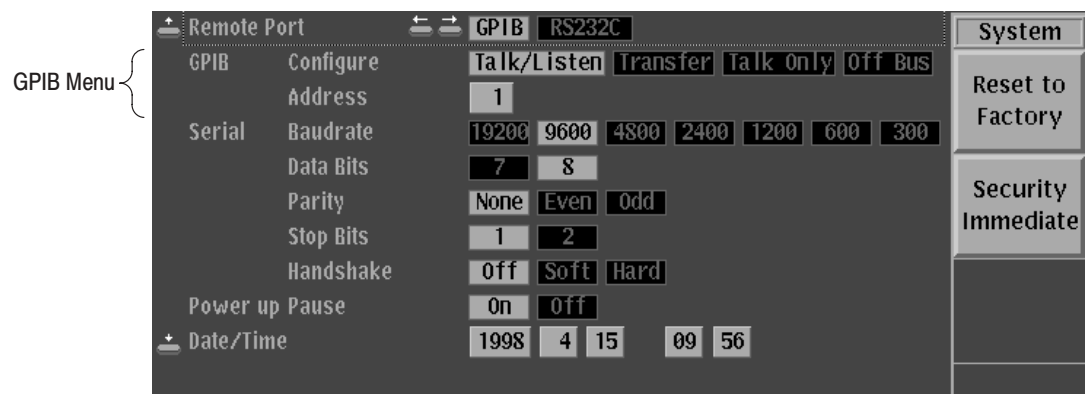 Remote Port GPIB RS232C
GPIB Menu
GPIB Configure Talk/Listen Transfer Talk Only Off Bus
Address 1
Serial Baudrate 19200 9600 4800 2400 1200 600 300
Data Bits 7 8
Parity None Even Odd
Stop Bits 1 2
Handshake Off Soft Hard
Power up Pause On Off
Date/Time 1998 4 15 09 56
System
Reset to
Factory
Security
Immediate